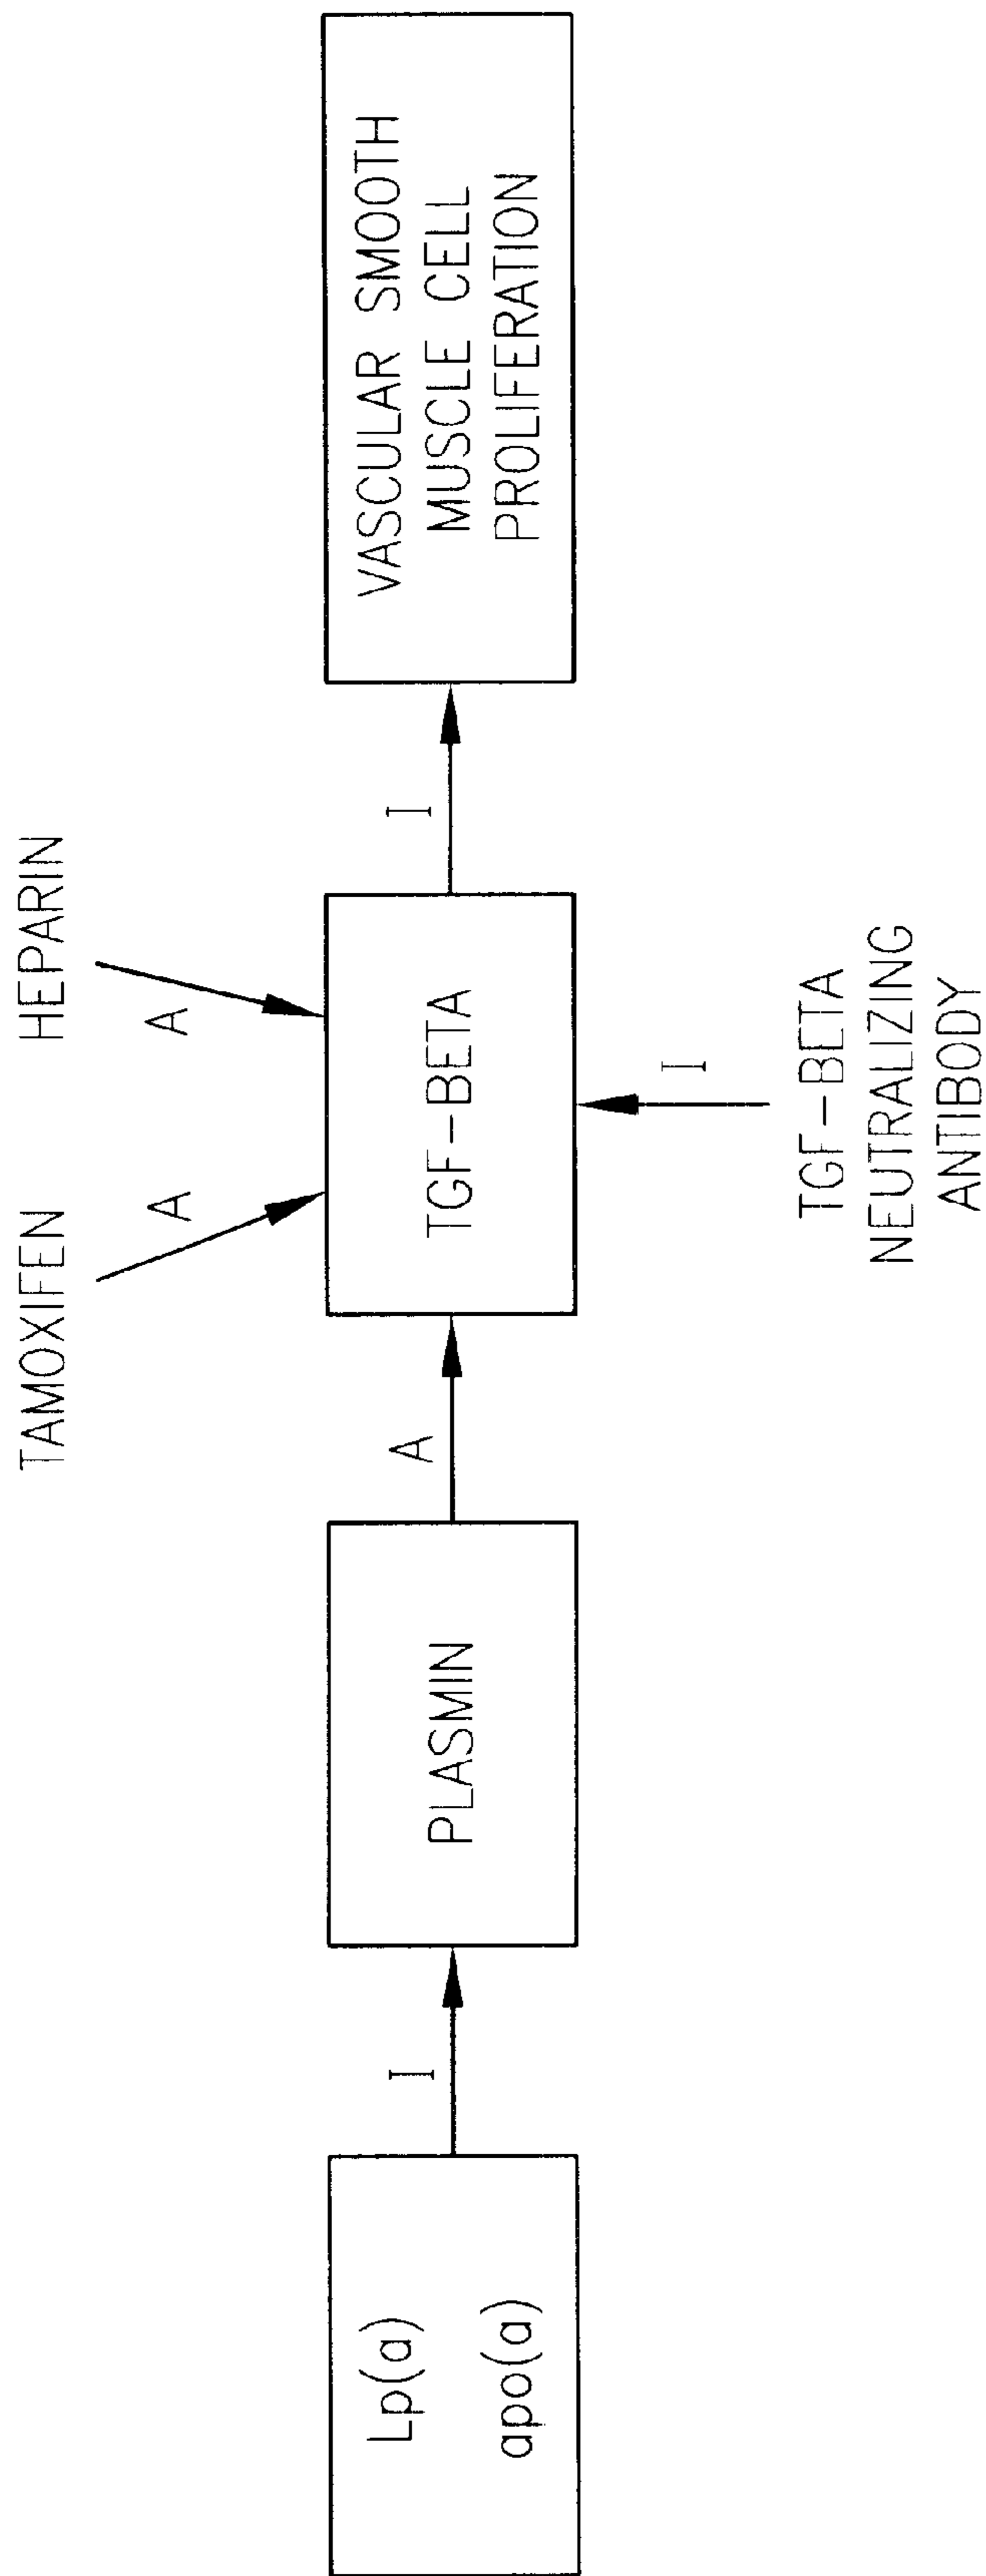 TAMOXIFEN
HEPARIN
A
A
Lp(a)
apo(a)
I
PLASMIN
A
TGF-BETA
I
VASCULAR SMOOTH
MUSCLE CELL
PROLIFERATION
I
TGF-BETA
NEUTRALIZING
ANTIBODY